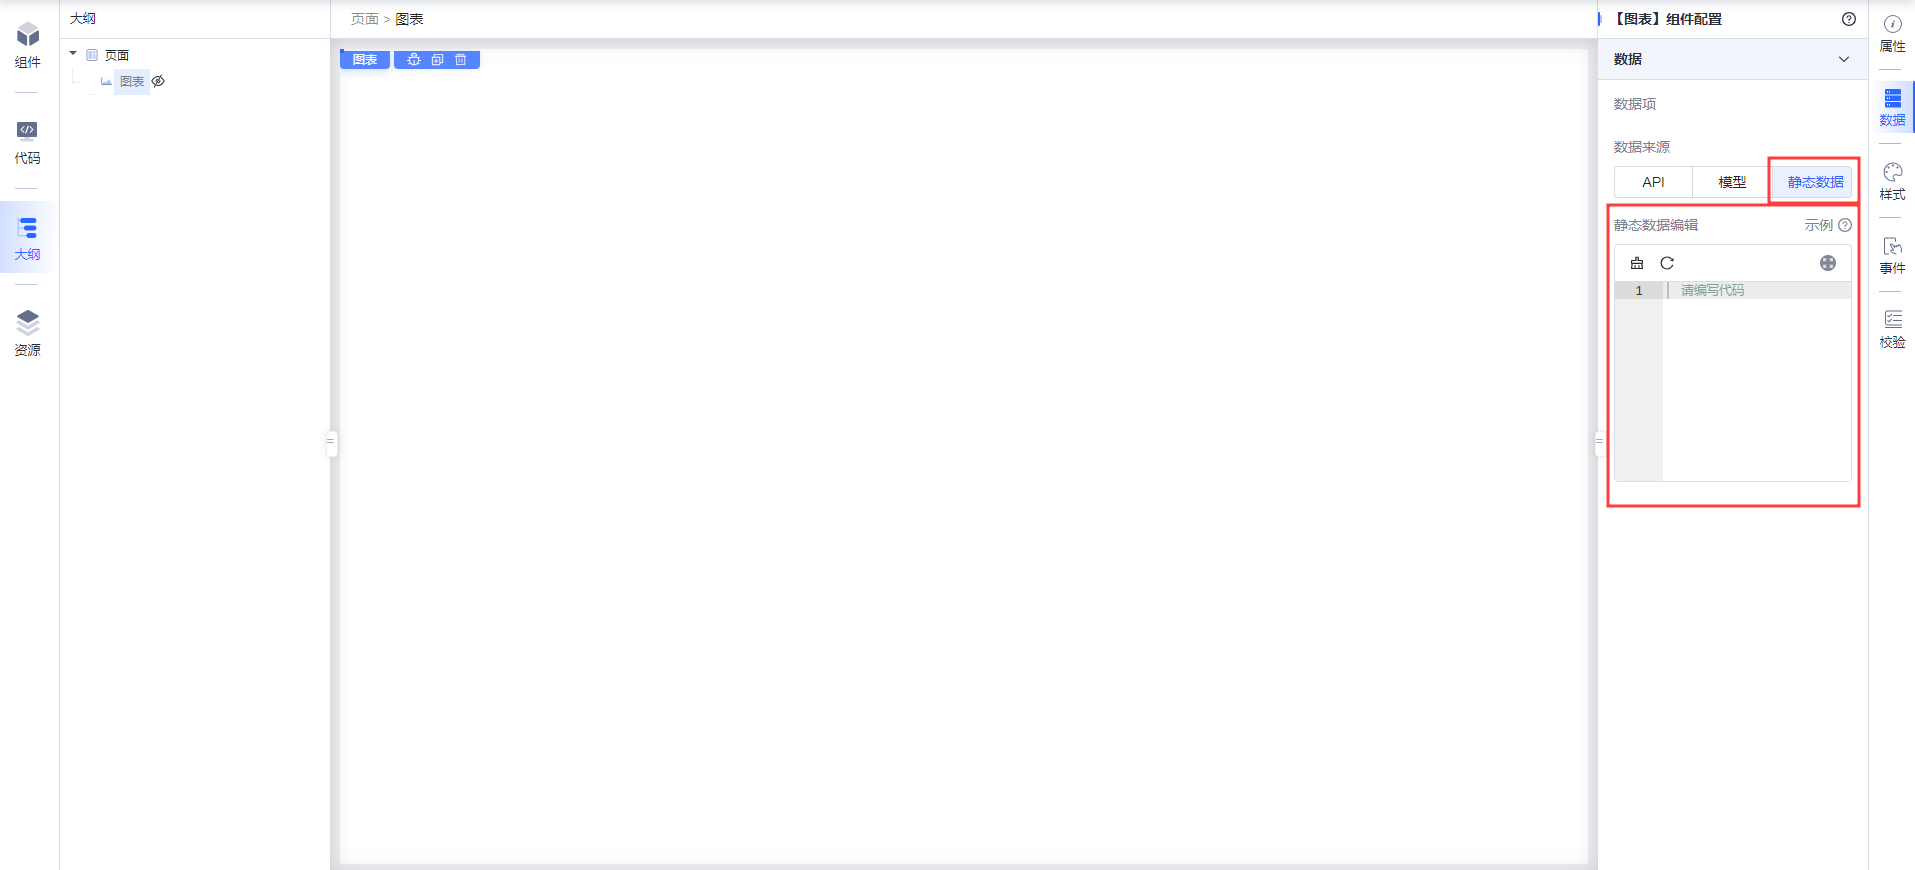 组件
代码
大纲
资源
大纲
页面
图表
页面 > 图表
图表
【图表】组件配置
数据
数据项
数据来源
API 模型 静态数据
静态数据编辑 示例
1 请编写代码
属性
数据
样式
事件
校验